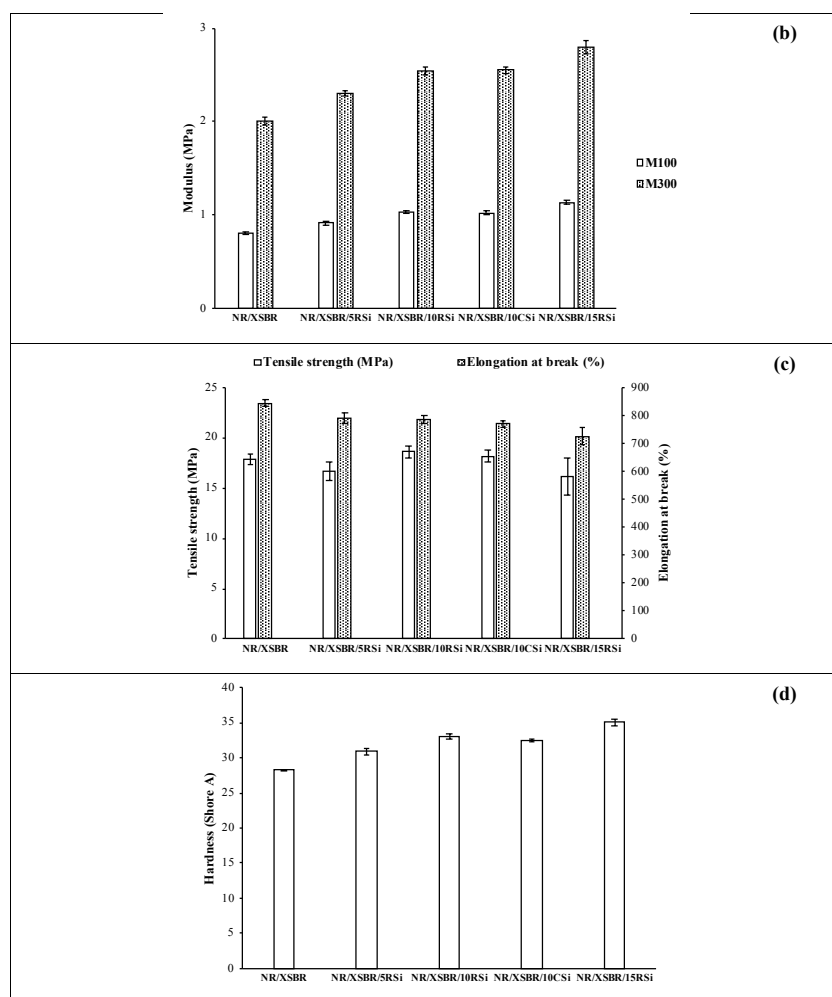 (b)
3
2
1
0
Modulus (MPa)
M100
M300
NR/XSBR NR/XSBR/5RSi NR/XSBR/10RSi NR/XSBR/10CSi NR/XSBR/15RSi
(c)
Tensile strength (MPa) Elongation at break (%)
25
20
15
10
5
0
Tensile strength (MPa)
900
800
700
600
500
400
300
200
100
0
Elongation at break (%)
NR/XSBR NR/XSBR/5RSi NR/XSBR/10RSi NR/XSBR/10CSi NR/XSBR/15RSi
(d)
40
35
30
25
20
15
10
5
0
Hardness (Shore A)
NR/XSBR NR/XSBR/5RSi NR/XSBR/10RSi NR/XSBR/10CSi NR/XSBR/15RSi